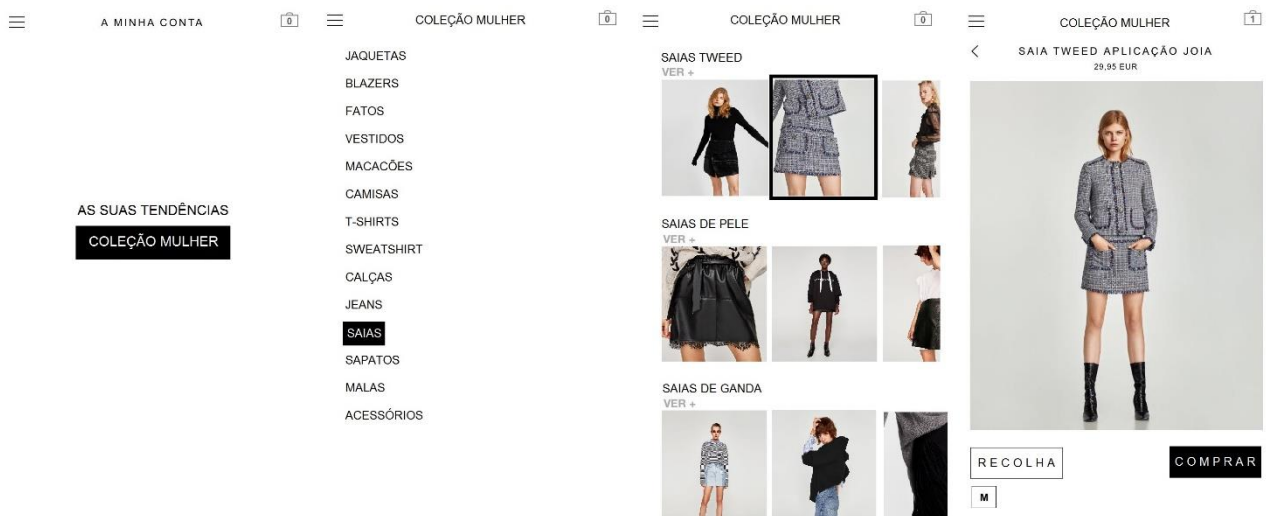 A MINHA CONTA
0
AS SUAS TENDÊNCIAS
COLEÇÃO MULHER
COLEÇÃO MULHER
0
JAQUETAS
BLAZERS
FATOS
VESTIDOS
MACACÕES
CAMISAS
T-SHIRTS
SWEATSHIRT
CALÇAS
JEANS
SAIAS
SAPATOS
MALAS
ACESSÓRIOS
COLEÇÃO MULHER
0
SAIAS TWEED
VER +
SAIAS DE PELE
VER +
SAIAS DE GANDA
VER +
COLEÇÃO MULHER
1
SAIA TWEED APLICAÇÃO JOIA
29,95 EUR
RECOLHA
COMPRAR
M